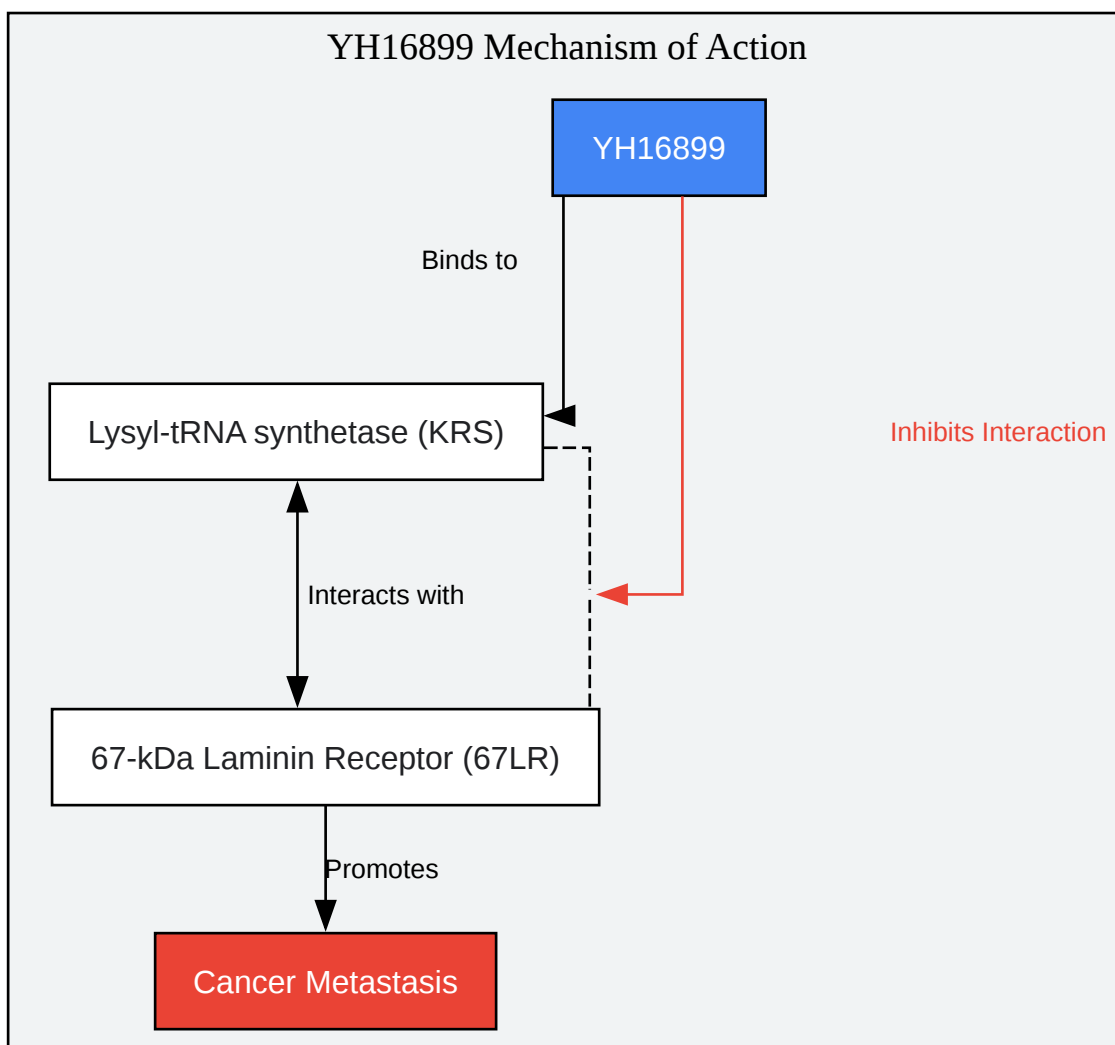 YH16899 Mechanism of Action
YH16899
Binds to
Lysyl-tRNA synthetase (KRS)
Inhibits Interaction
Interacts with
67-kDa Laminin Receptor (67LR)
Promotes
Cancer Metastasis